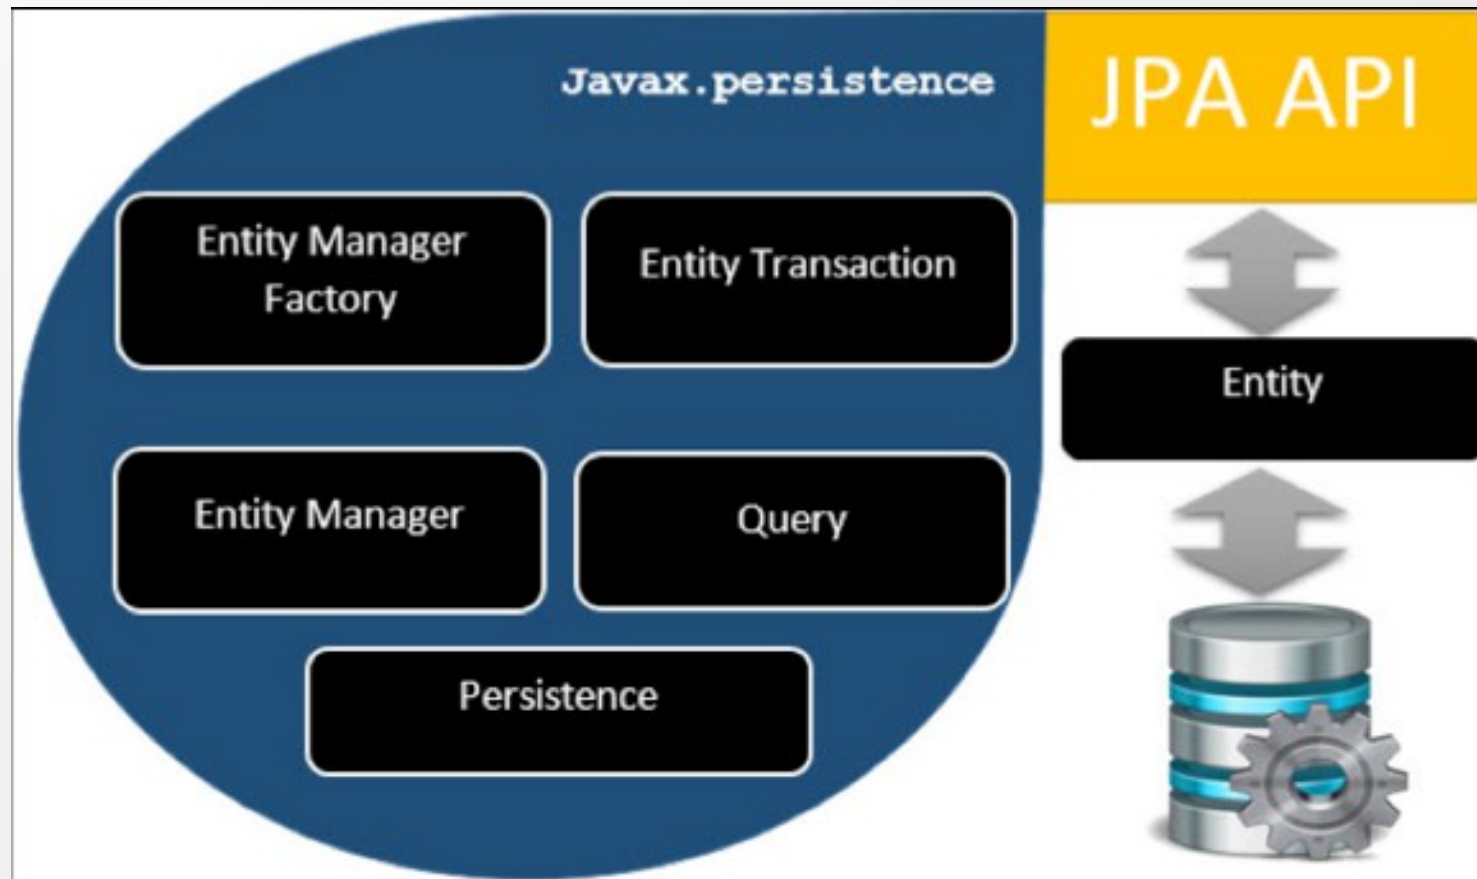 Javax.persistence
JPA API
Entity Manager
Factory
Entity Transaction
Entity
Entity Manager
Query
Persistence